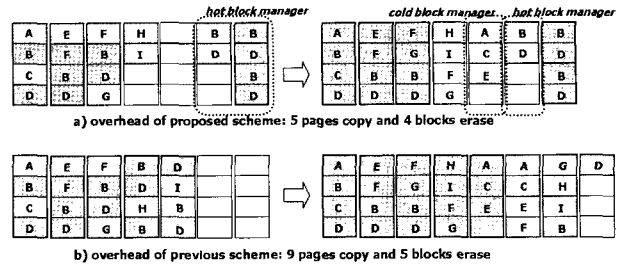 hot block manager
cold block manager.. hot block manager
A E F H B B
B F B I D D
C B D B
D D G D
A E F H A B B
B F G I C D D
C B B F E B
D D D G D
a) overhead of proposed scheme: 5 pages copy and 4 blocks erase
A E F B D
B F B D I
C B D H B
D D G B D
A E F H A A G D
B F G I C C H
C B B F E E I
D D D G F B
b) overhead of previous scheme: 9 pages copy and 5 blocks erase